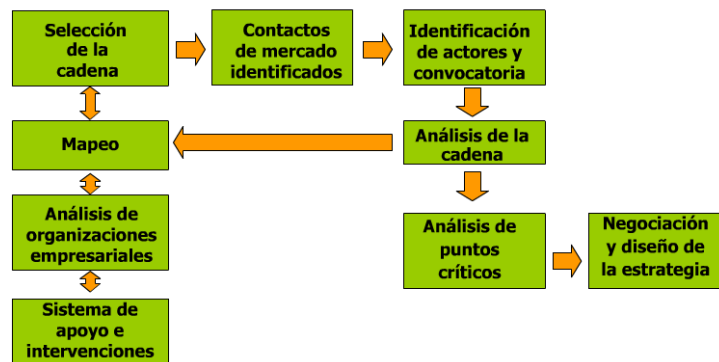 Selección
de la
cadena
Contactos
de mercado
identificados
Identificación
de actores y
convocatoria
Mapeo
Análisis de la
cadena
Análisis de
organizaciones
empresariales
Análisis de
puntos
críticos
Negociación
y diseño de
la estrategia
Sistema de
apoyo e
intervenciones